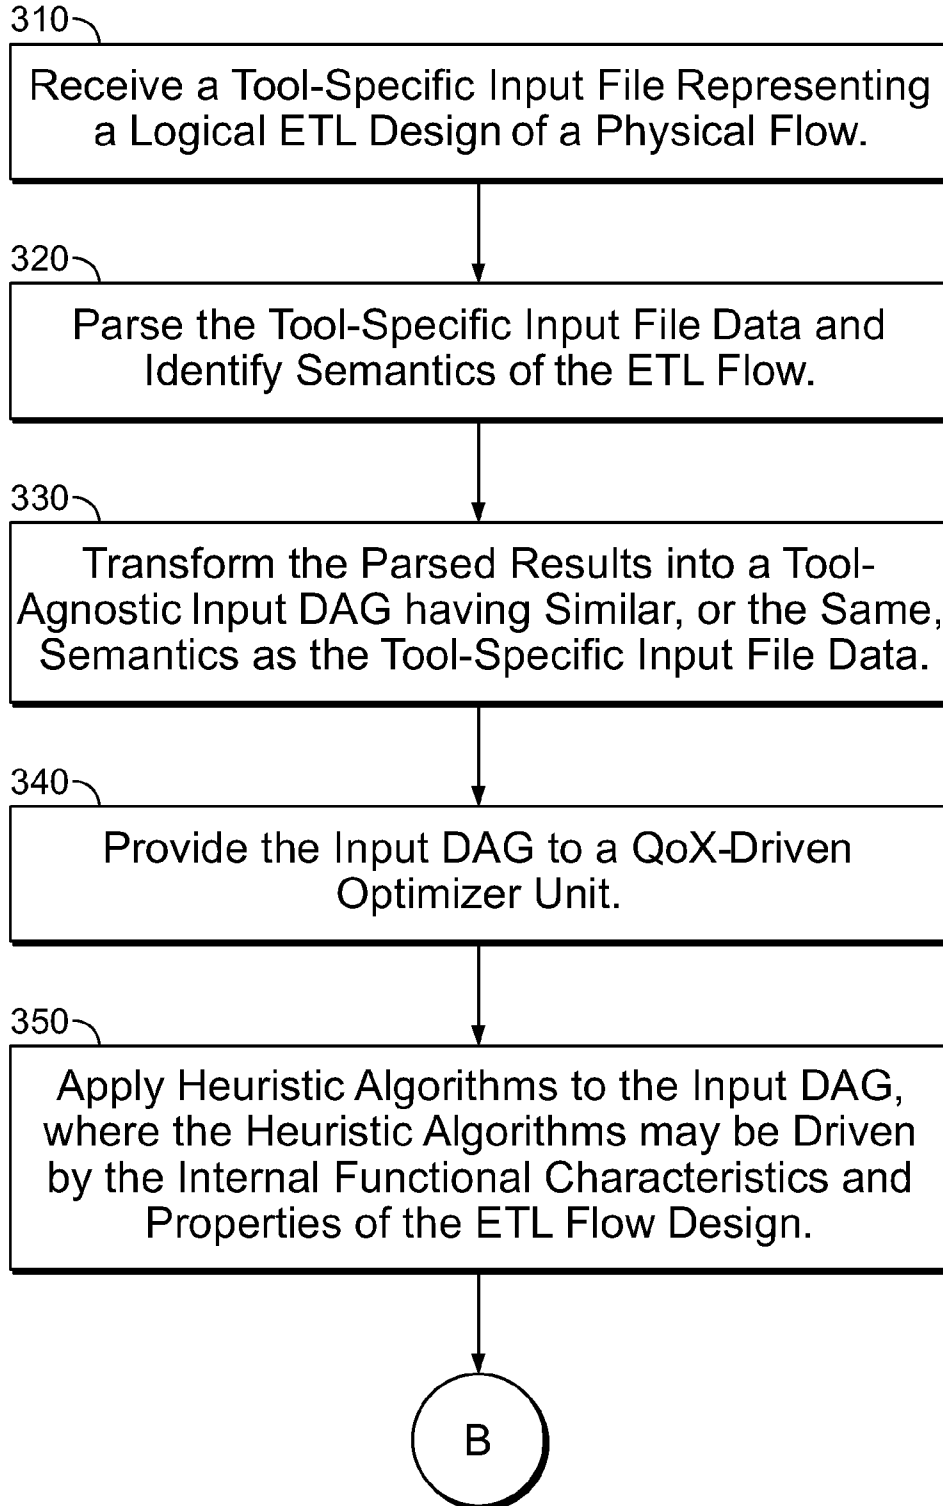 310
Receive a Tool-Specific Input File Representing
a Logical ETL Design of a Physical Flow.
320
Parse the Tool-Specific Input File Data and
Identify Semantics of the ETL Flow.
330
Transform the Parsed Results into a Tool-
Agnostic Input DAG having Similar, or the Same,
Semantics as the Tool-Specific Input File Data.
340
Provide the Input DAG to a QoX-Driven
Optimizer Unit.
350
Apply Heuristic Algorithms to the Input DAG,
where the Heuristic Algorithms may be Driven
by the Internal Functional Characteristics and
Properties of the ETL Flow Design.
B